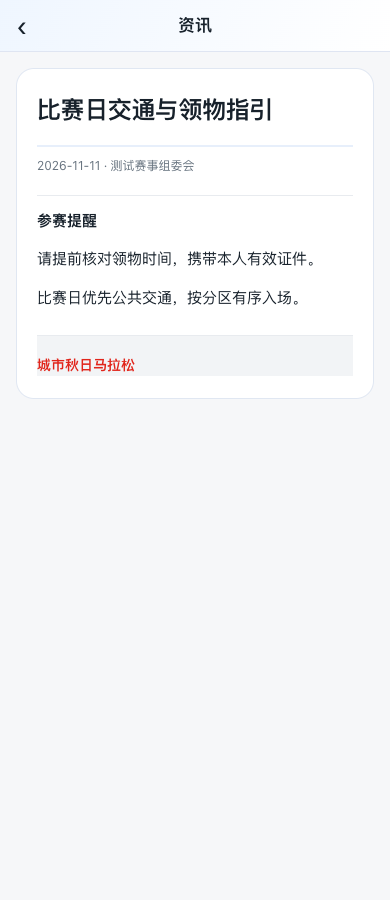 ‹
资讯
比赛日交通与领物指引
2026-11-11 · 测试赛事组委会
参赛提醒
请提前核对领物时间，携带本人有效证件。
比赛日优先公共交通，按分区有序入场。
城市秋日马拉松